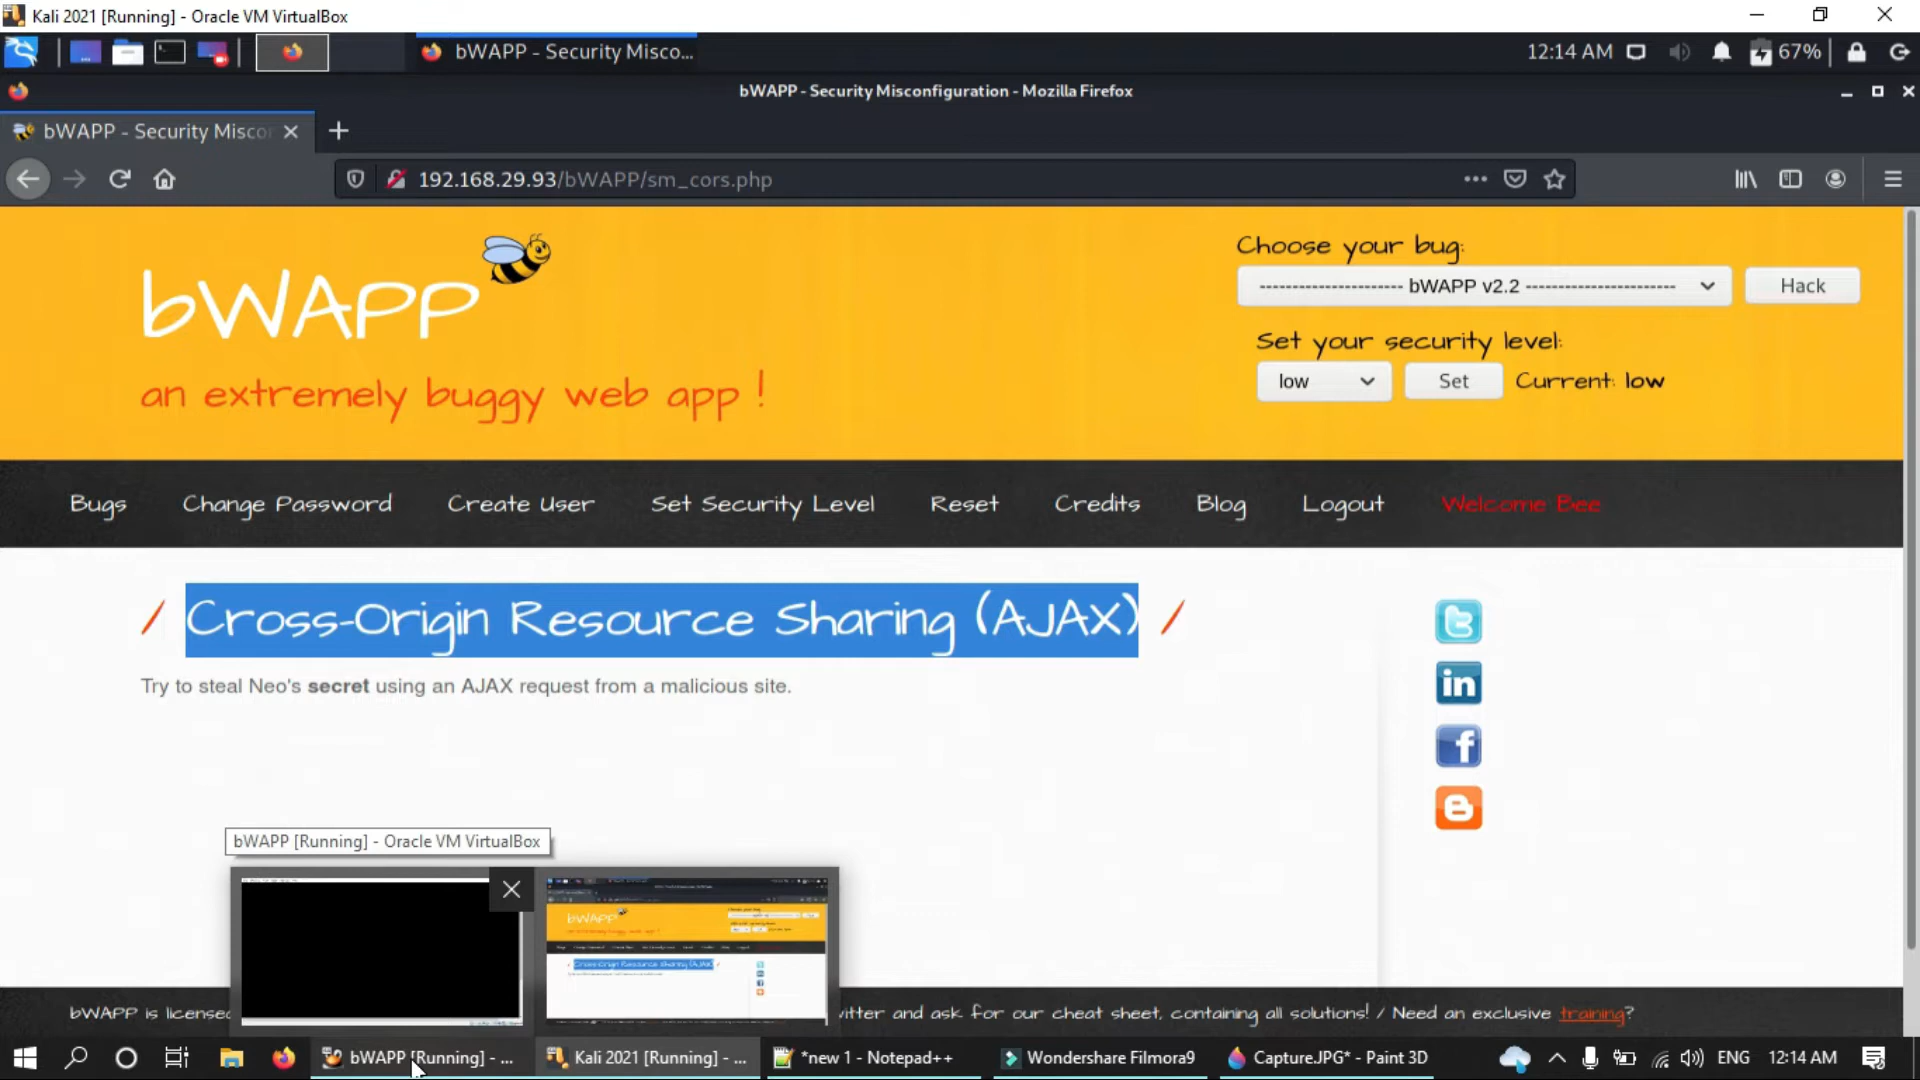 Kali 2021 [Running] - Oracle VM VirtualBox
bWAPP - Security Misco...
12:14 AM
67%
bWAPP - Security Misconfiguration - Mozilla Firefox
bWAPP - Security Miscon
192.168.29.93/bWAPP/sm_cors.php
bWAPP
an extremely buggy web app !
Choose your bug:
---------------------- bWAPP v2.2 -----------------------
Hack
Set your security level:
low
Set
Current: low
Bugs
Change Password
Create User
Set Security Level
Reset
Credits
Blog
Logout
Welcome Bee
/ Cross-Origin Resource Sharing (AJAX) /
Try to steal Neo's secret using an AJAX request from a malicious site.
bWAPP [Running] - Oracle VM VirtualBox
bWAPP is licensed
itter and ask for our cheat sheet, containing all solutions! / Need an exclusive training?
bWAPP [Running] - ...
Kali 2021 [Running] - ...
*new 1 - Notepad++
Wondershare Filmora9
CaptureJPG* - Paint 3D
ENG
12:14 AM